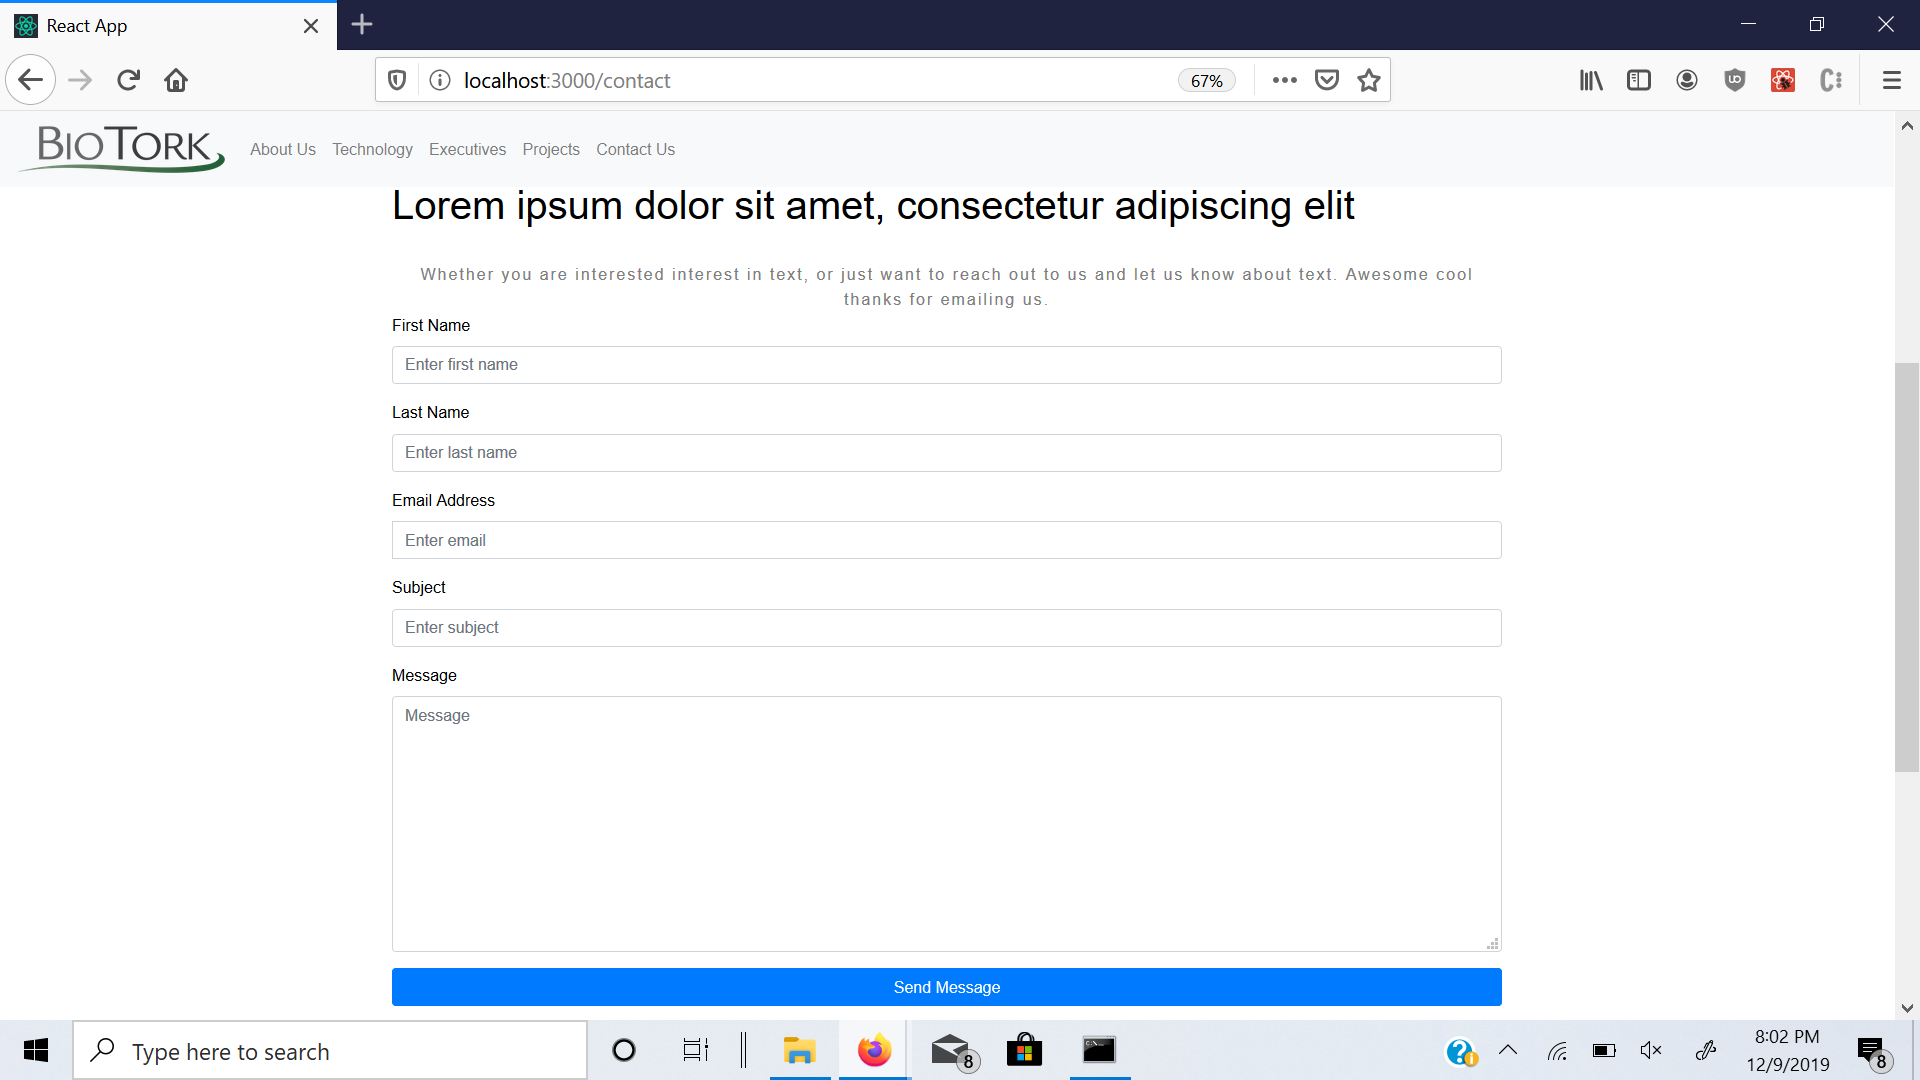 React App
localhost:3000/contact
67%
BIOTORK
About Us Technology Executives Projects Contact Us
Lorem ipsum dolor sit amet, consectetur adipiscing elit
Whether you are interested interest in text, or just want to reach out to us and let us know about text. Awesome cool
thanks for emailing us.
First Name
Enter first name
Last Name
Enter last name
Email Address
Enter email
Subject
Enter subject
Message
Message
Send Message
Type here to search
8
8:02 PM
12/9/2019
8